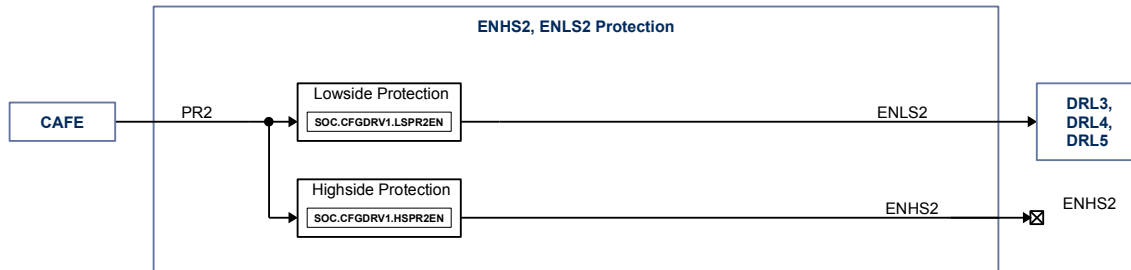 ENHS2, ENLS2 Protection
Lowside Protection
CAFE
PR2
SOC.CFGDRV1.LSPR2EN
ENLS2
DRL3,
DRL4,
DRL5
Highside Protection
SOC.CFGDRV1.HSPR2EN
ENHS2
ENHS2